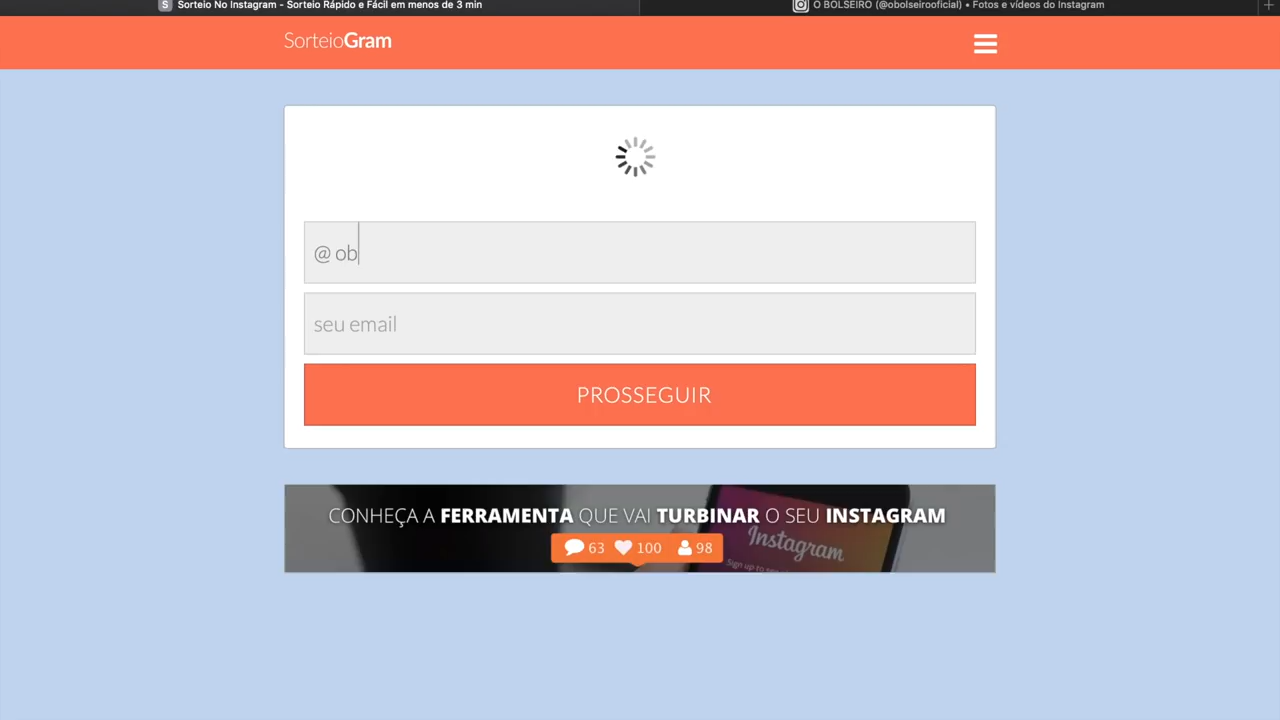 S Sorteio No Instagram - Sorteio Rápido e Fácil em menos de 3 min
O BOLSEIRO (@obolseirooficial) • Fotos e vídeos do Instagram
SorteioGram
@ ob
seu email
PROSSEGUIR
CONHEÇA A FERRAMENTA QUE VAI TURBINAR O SEU INSTAGRAM
63 100 98
Instagram